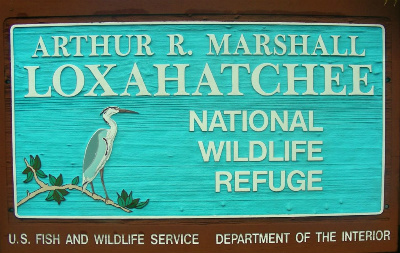 ARTHUR R. MARSHALL
LOXAHATCHEE
NATIONAL
WILDLIFE
REFUGE
U.S. FISH AND WILDLIFE SERVICE DEPARTMENT OF THE INTERIOR